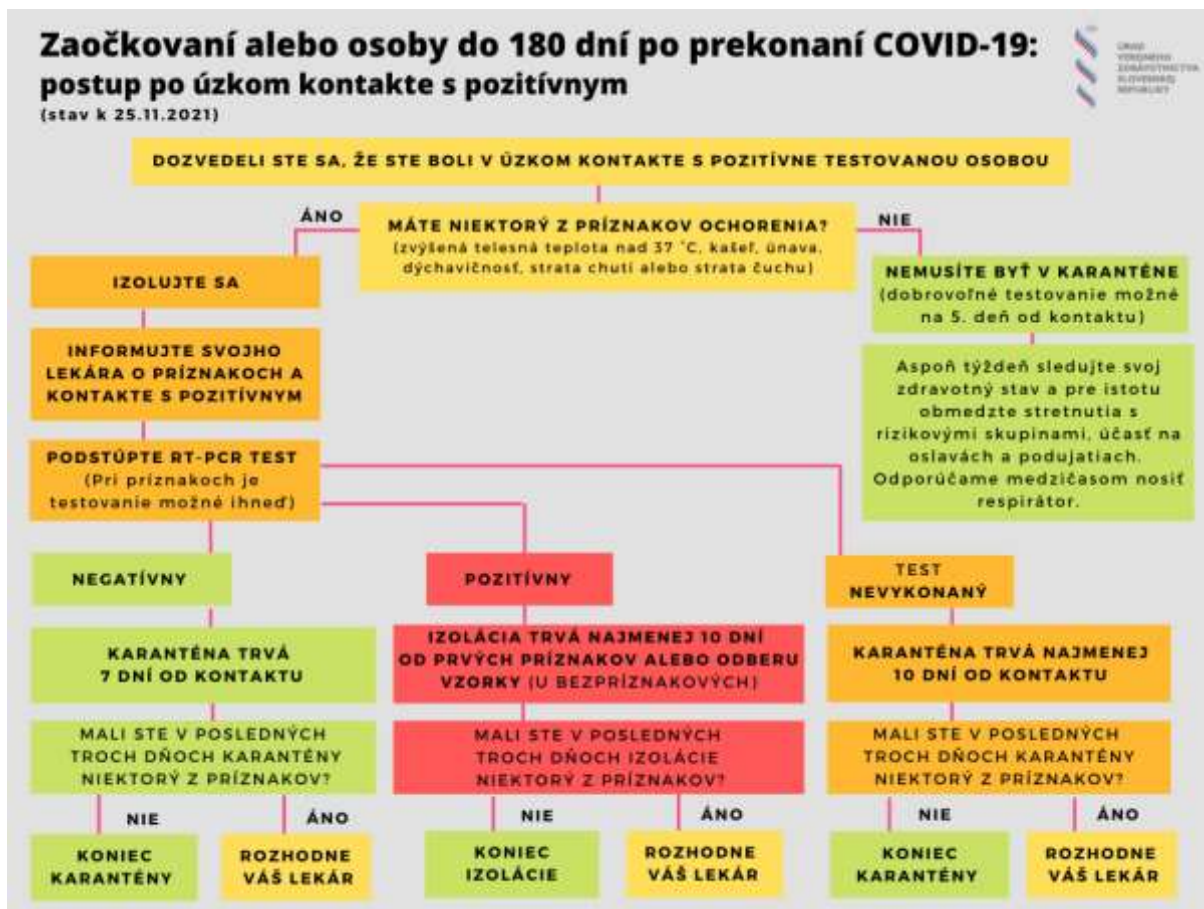 Zaočkovaní alebo osoby do 180 dní po prekonaní COVID-19:
postup po úzkom kontakte s pozitívnym
(stav k 25.11.2021)
ÚRAD
VEREJNÉHO
ZDRAVOTNÍCTVA
SLOVENSKEJ
REPUBLIKY
DOZVEDELI STE SA, ŽE STE BOLI V ÚZKOM KONTAKTE S POZITÍVNE TESTOVANOU OSOBOU
ÁNO
MÁTE NIEKTORÝ Z PRÍZNAKOV OCHORENIA?
(zvýšená telesná teplota nad 37 °C, kašeľ, únava,
dýchavičnosť, strata chuti alebo strata čuchu)
NIE
IZOLUJTE SA
INFORMUJTE SVOJHO
LEKÁRA O PRÍZNAKOCH A
KONTAKTE S POZITÍVNYM
PODSTÚPTE RT-PCR TEST
(Pri príznakoch je
testovanie možné ihneď)
NEMUSÍTE BYŤ V KARANTÉNE
(dobrovoľné testovanie možné
na 5. deň od kontaktu)
Aspoň týždeň sledujte svoj
zdravotný stav a pre istotu
obmedzte stretnutia s
rizikovými skupinami, účasť na
oslavách a podujatiach.
Odporúčame medzičasom nosiť
respirátor.
NEGATÍVNY
KARANTÉNA TRVÁ
7 DNÍ OD KONTAKTU
MALI STE V POSLEDNÝCH
TROCH DŇOCH KARANTÉNY
NIEKTORÝ Z PRÍZNAKOV?
NIE
ÁNO
KONIEC
KARANTÉNY
ROZHODNE
VÁŠ LEKÁR
POZITÍVNY
IZOLÁCIA TRVÁ NAJMENEJ 10 DNÍ
OD PRVÝCH PRÍZNAKOV ALEBO ODBERU
VZORKY (U BEZPRÍZNAKOVÝCH)
MALI STE V POSLEDNÝCH
TROCH DŇOCH IZOLÁCIE
NIEKTORÝ Z PRÍZNAKOV?
NIE
ÁNO
KONIEC
IZOLÁCIE
ROZHODNE
VÁŠ LEKÁR
TEST
NEVYKONANÝ
KARANTÉNA TRVÁ NAJMENEJ
10 DNÍ OD KONTAKTU
MALI STE V POSLEDNÝCH
TROCH DŇOCH KARANTÉNY
NIEKTORÝ Z PRÍZNAKOV?
NIE
ÁNO
KONIEC
KARANTÉNY
ROZHODNE
VÁŠ LEKÁR